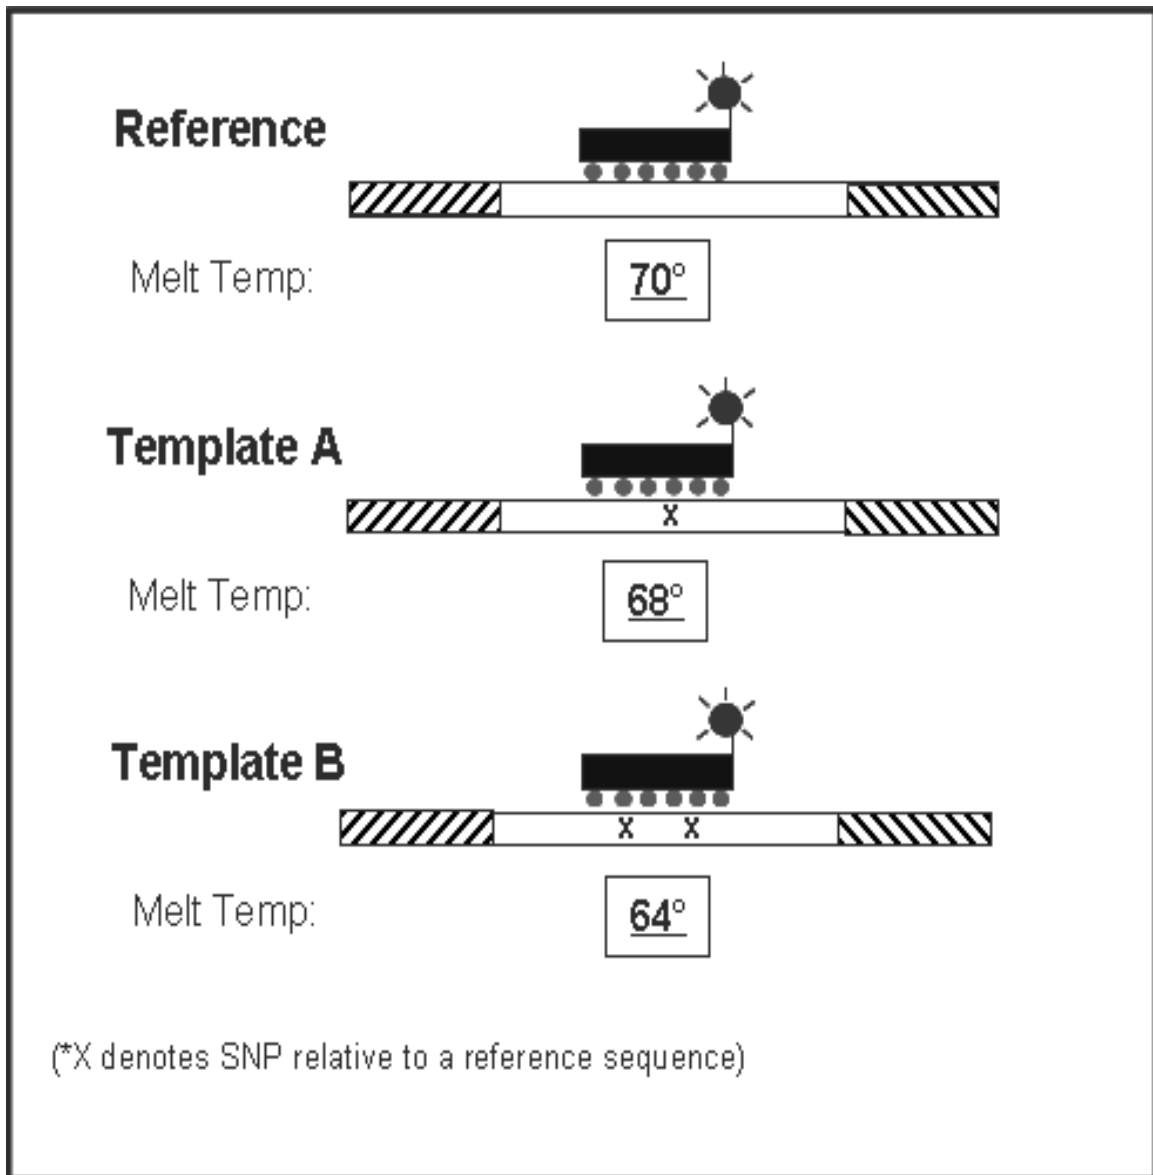 Reference
Melt Temp:
70°
Template A
x
Melt Temp:
68°
Template B
x x
Melt Temp:
64°
(*X denotes SNP relative to a reference sequence)